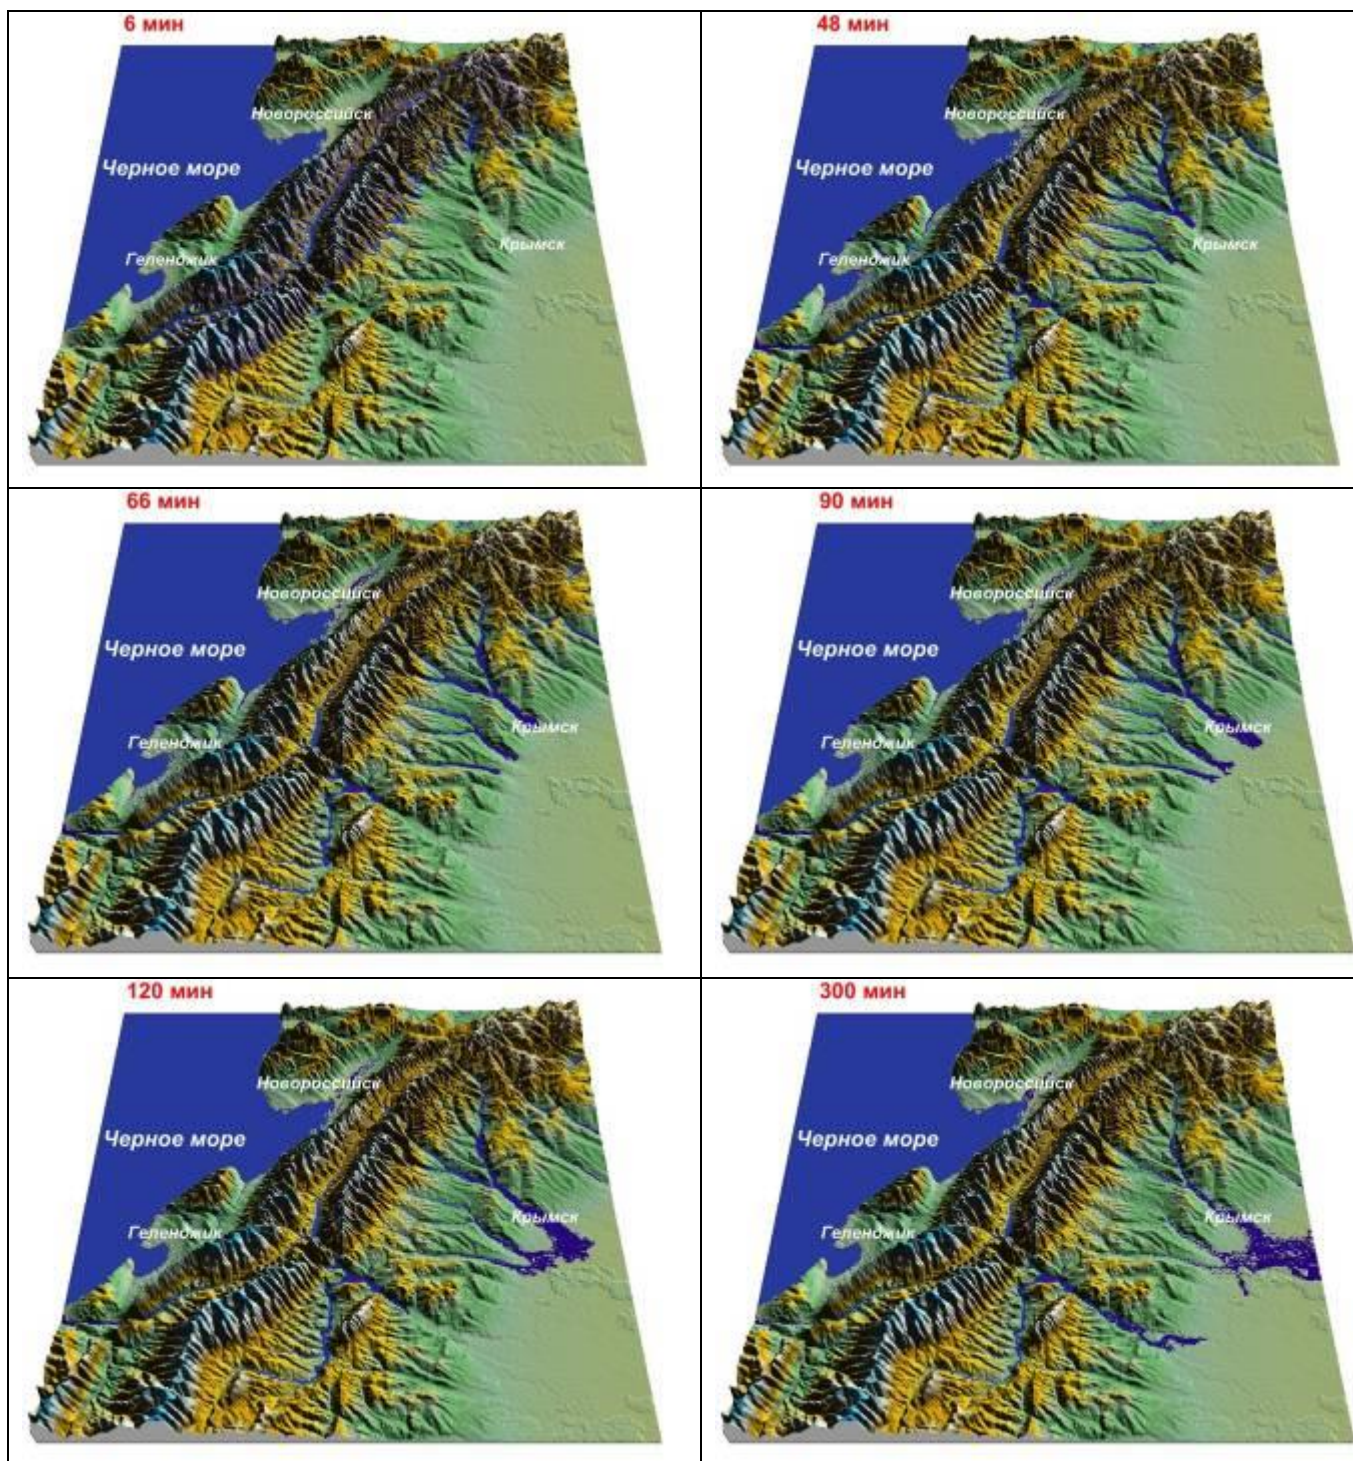 6 мин
Новороссийск
Черное море
Крымск
Геленджик
48 мин
Новороссийск
Черное море
Крымск
Геленджик
66 мин
Новороссийск
Черное море
Крымск
Геленджик
90 мин
Новороссийск
Черное море
Крымск
Геленджик
120 мин
Новороссийск
Черное море
Крымск
Геленджик
300 мин
Новороссийск
Черное море
Крымск
Геленджик